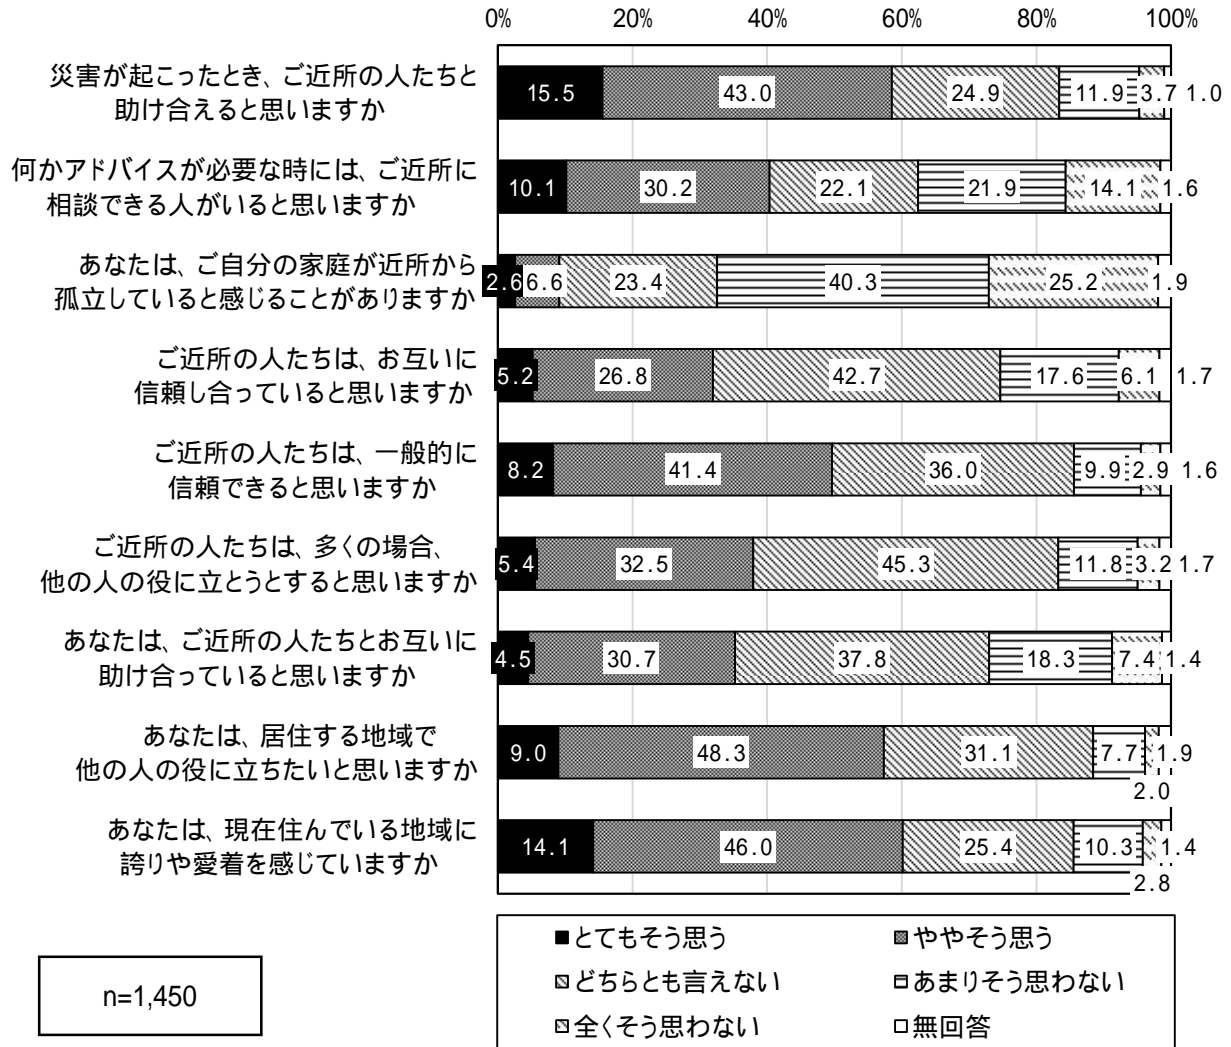 0% 20% 40% 60% 80% 100%
災害が起こったとき、ご近所の人たちと
助け合えると思いますか
15.5 43.0 24.9 11.9 3.7 1.0
何かアドバイスが必要な時には、ご近所に
相談できる人がいると思いますか
10.1 30.2 22.1 21.9 14.1 1.6
あなたは、ご自分の家庭が近所から
孤立していると感じることがありますか
2.6 6.6 23.4 40.3 25.2 1.9
ご近所の人たちは、お互いに
信頼し合っていると思いますか
5.2 26.8 42.7 17.6 6.1 1.7
ご近所の人たちは、一般的に
信頼できると思いますか
8.2 41.4 36.0 9.9 2.9 1.6
ご近所の人たちは、多くの場合、
他の人の役に立とうとすると思いますか
5.4 32.5 45.3 11.8 3.2 1.7
あなたは、ご近所の人たちとお互いに
助け合っていると思いますか
4.5 30.7 37.8 18.3 7.4 1.4
あなたは、居住する地域で
他の人の役に立ちたいと思いますか
9.0 48.3 31.1 7.7 1.9
2.0
あなたは、現在住んでいる地域に
誇りや愛着を感じていますか
14.1 46.0 25.4 10.3 1.4
2.8
とてもそう思う ややそう思う
どちらとも言えない あまりそう思わない
全くそう思わない 無回答
n=1,450